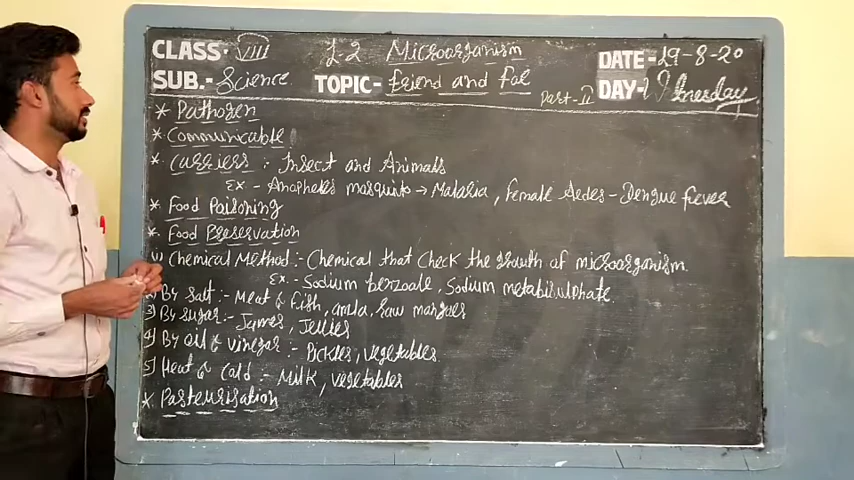 CLASS- VIII L-2 Microorganism DATE- 29-8-20
SUB.- Science TOPIC- friend and foe Part-II DAY-
* Pathogen
* Communicable
* Carriers :- Insect and Animals
Ex - Anopheles mosquito → Malaria, Female Aedes - Dengue fever
* Food Poisoning
* Food Preservation
1) Chemical Method :- Chemical that check the growth of microorganism.
Ex.- Sodium benzoate, Sodium metabisulphate.
2) By Salt :- Meat & Fish, amla, raw mangoes
3) By Sugar:- James, Jellies
4) By oil & vinegar :- Pickles, vegetables.
5) Heat & Cold :- Milk, vegetables
* Pasteurisation